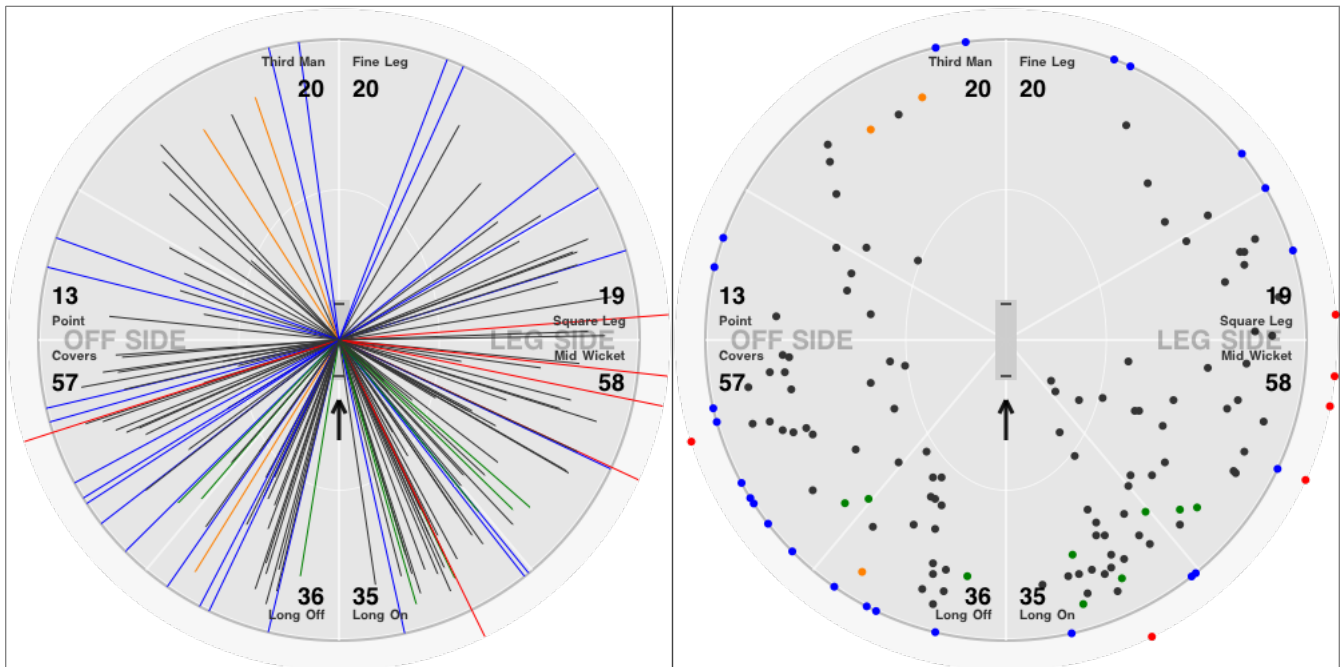 Third Man
Fine Leg
20
20
13
19
Point
Square Leg
OFF SIDE
LEG SIDE
Covers
Mid Wicket
57
58
36
35
Long Off
Long On
Third Man
Fine Leg
20
20
13
19
Point
Square Leg
OFF SIDE
LEG SIDE
Covers
Mid Wicket
57
58
36
35
Long Off
Long On